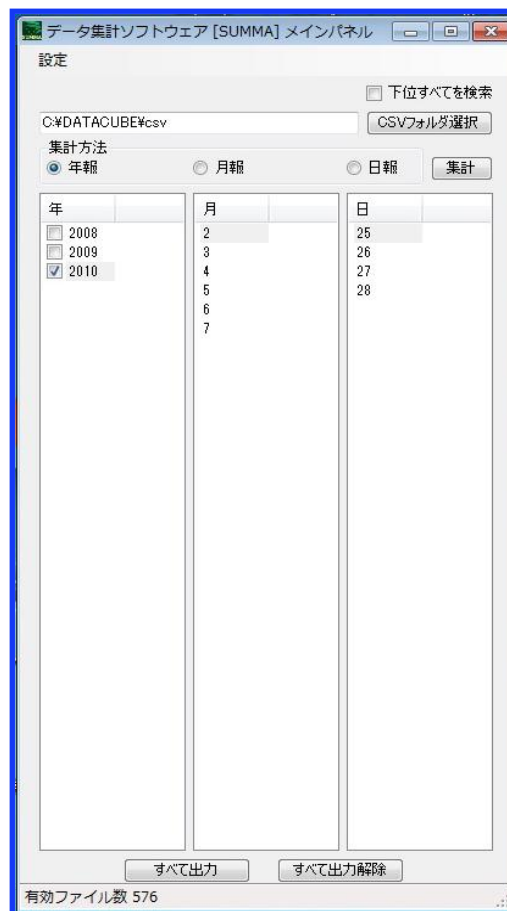 データ集計ソフトウェア [SUMMA] メインパネル
設定
下位すべてを検索
C:¥DATACUBE¥csv
CSVフォルダ選択
集計方法
年報 月報 日報 集計
年 月 日
2008 2 25
2009 3 26
2010 4 27
5 28
6
7
すべて出力 すべて出力解除
有効ファイル数 576